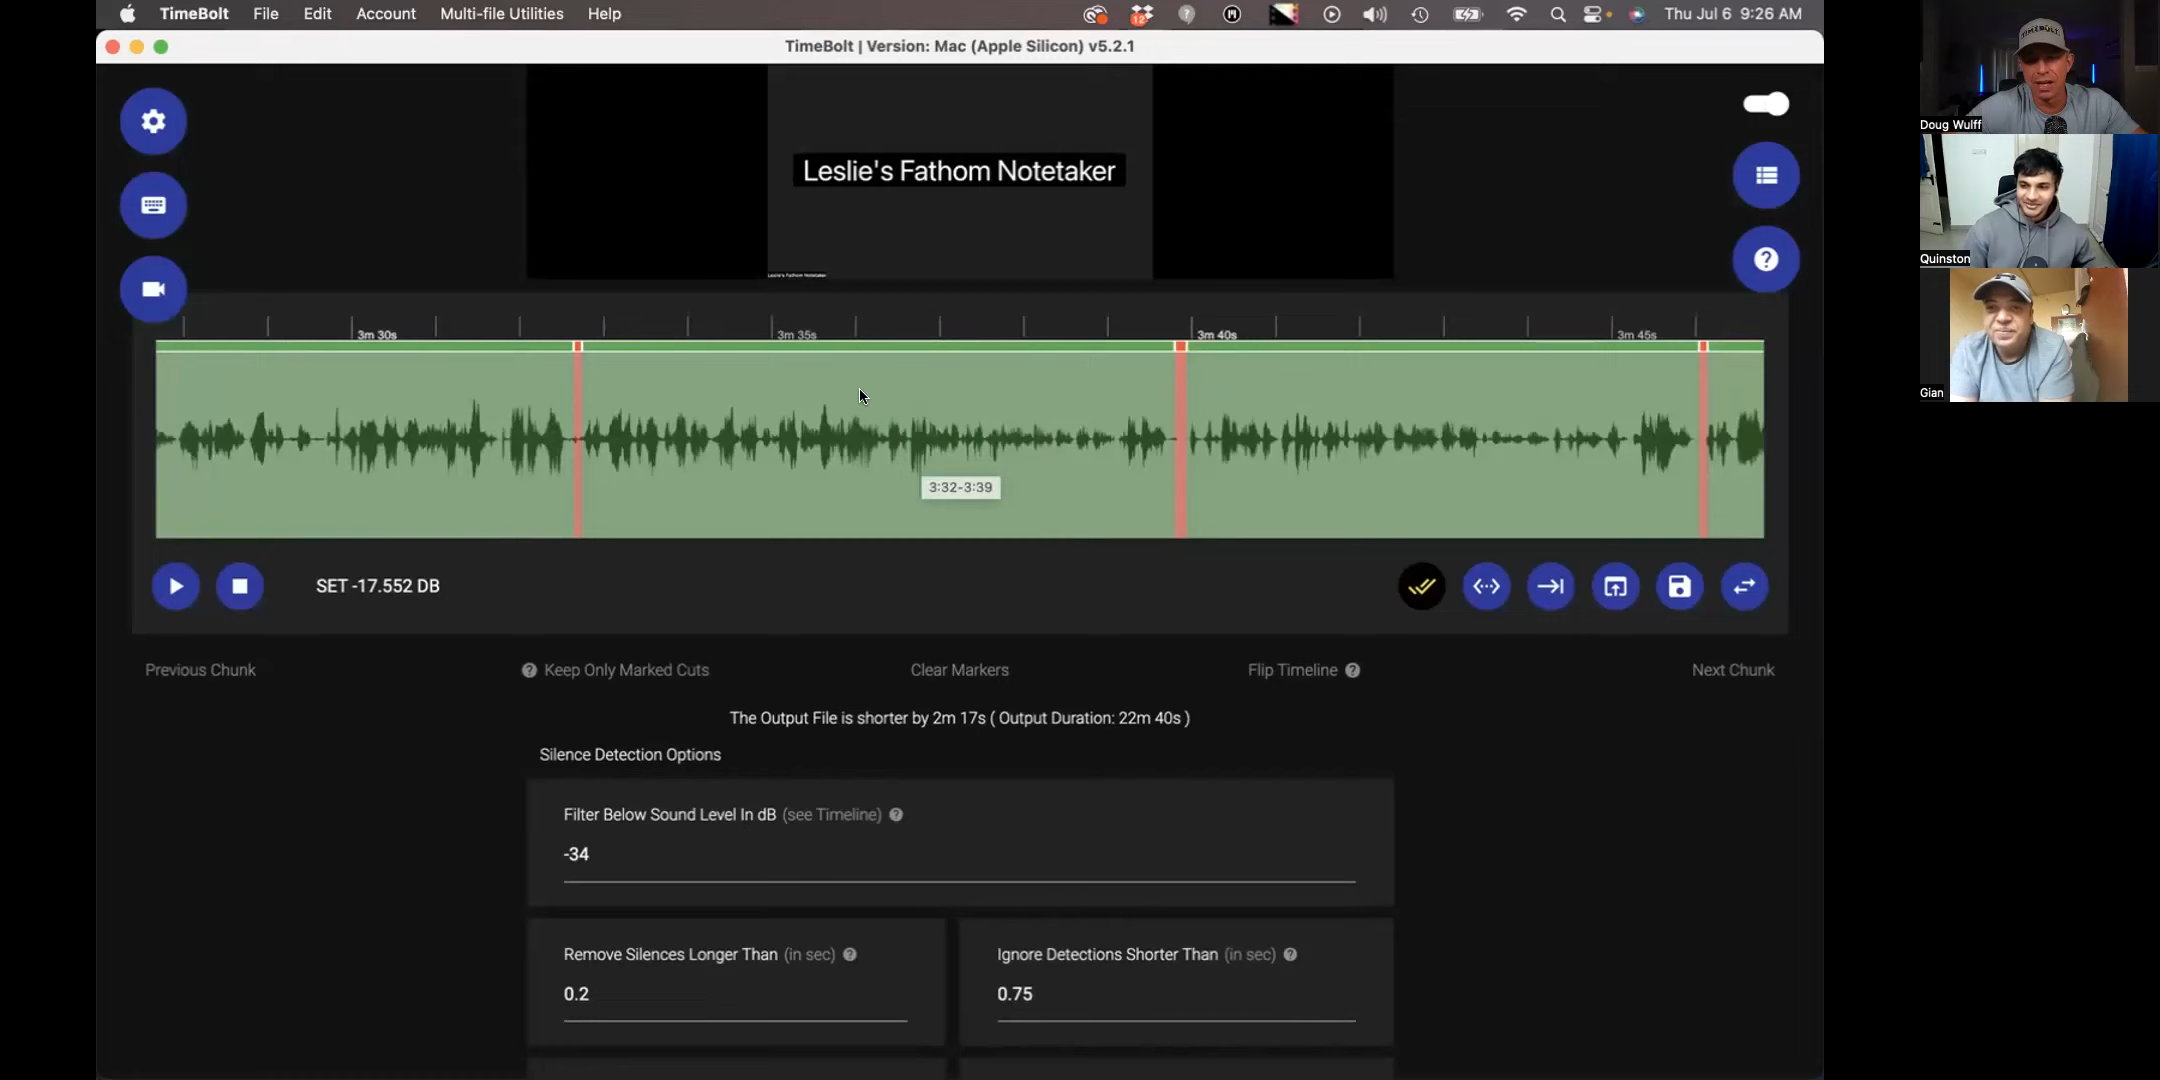 TimeBolt File Edit Account Multi-file Utilities Help
12
Thu Jul 6 9:26 AM
TimeBolt | Version: Mac (Apple Silicon) v5.2.1
TIMEBOLT
Doug Wulff
Quinston
Gian
Leslie's Fathom Notetaker
Leslie's Fathom Notetaker
3m 30s 3m 35s 3m 40s 3m 45s
3:32-3:39
SET -17.552 DB
Previous Chunk Keep Only Marked Cuts Clear Markers Flip Timeline Next Chunk
The Output File is shorter by 2m 17s ( Output Duration: 22m 40s )
Silence Detection Options
Filter Below Sound Level In dB (see Timeline)
-34
Remove Silences Longer Than (in sec) Ignore Detections Shorter Than (in sec)
0.2 0.75